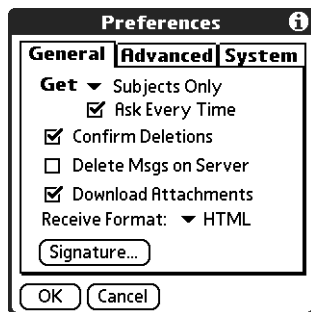 Preferences
General Advanced System
Get Subjects Only
Ask Every Time
Confirm Deletions
Delete Msgs on Server
Download Attachments
Receive Format: HTML
Signature...
OK Cancel